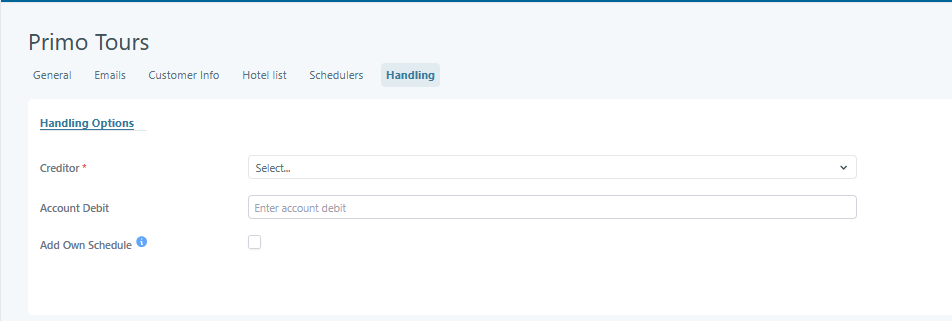 Primo Tours
General Emails Customer Info Hotel list Schedulers Handling
Handling Options
Creditor * Select...
Account Debit Enter account debit
Add Own Schedule i